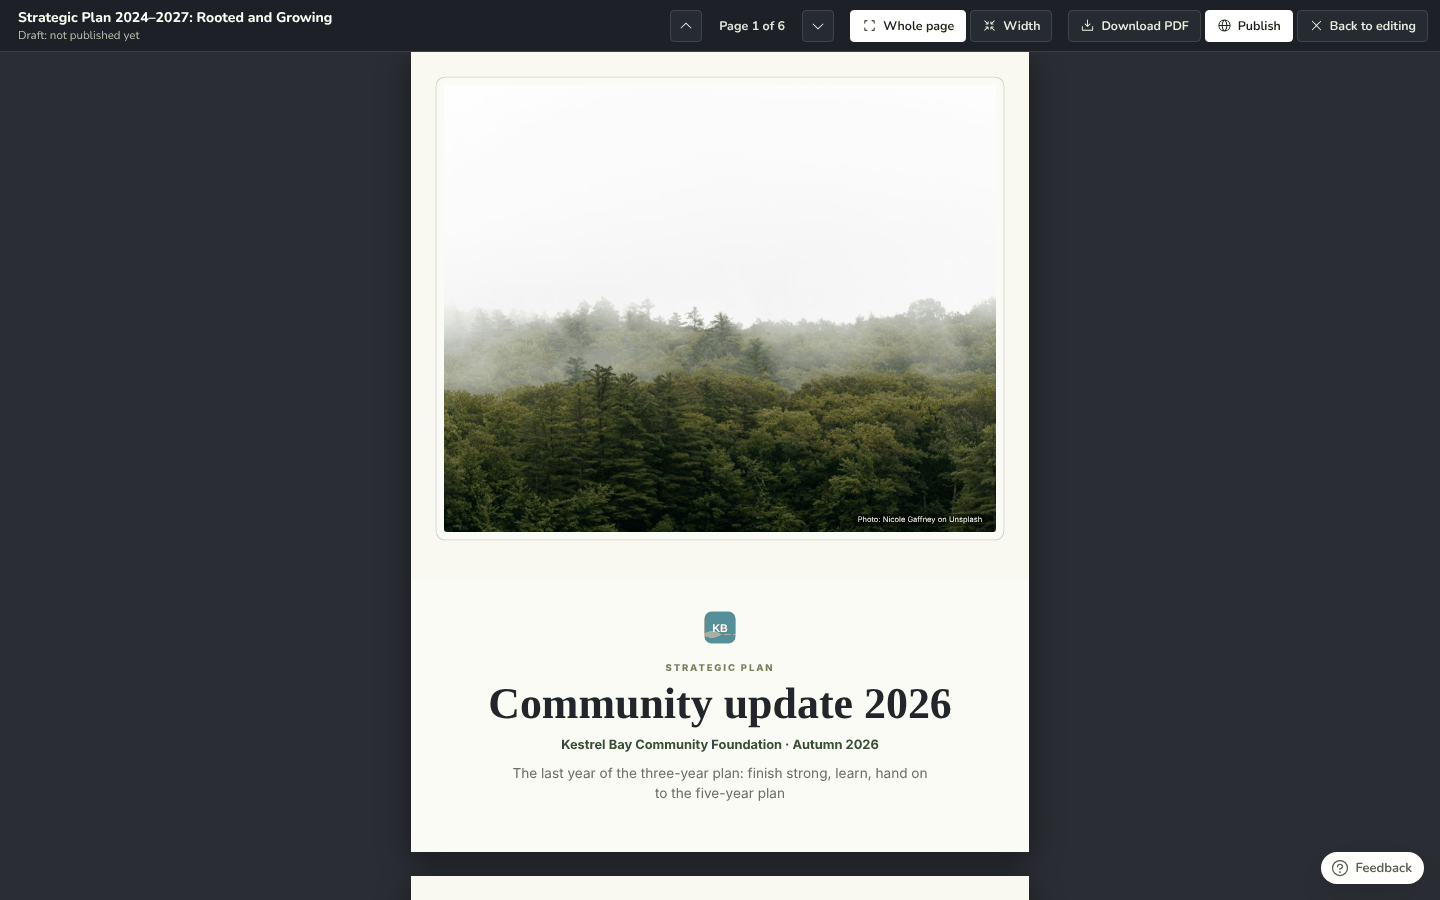 Strategic Plan 2024–2027: Rooted and Growing
Draft: not published yet
Page 1 of 6
Whole page
Width
Download PDF
Publish
Back to editing
Photo: Nicole Gaffney on Unsplash
KB
STRATEGIC PLAN
Community update 2026
Kestrel Bay Community Foundation · Autumn 2026
The last year of the three-year plan: finish strong, learn, hand on
to the five-year plan
Feedback